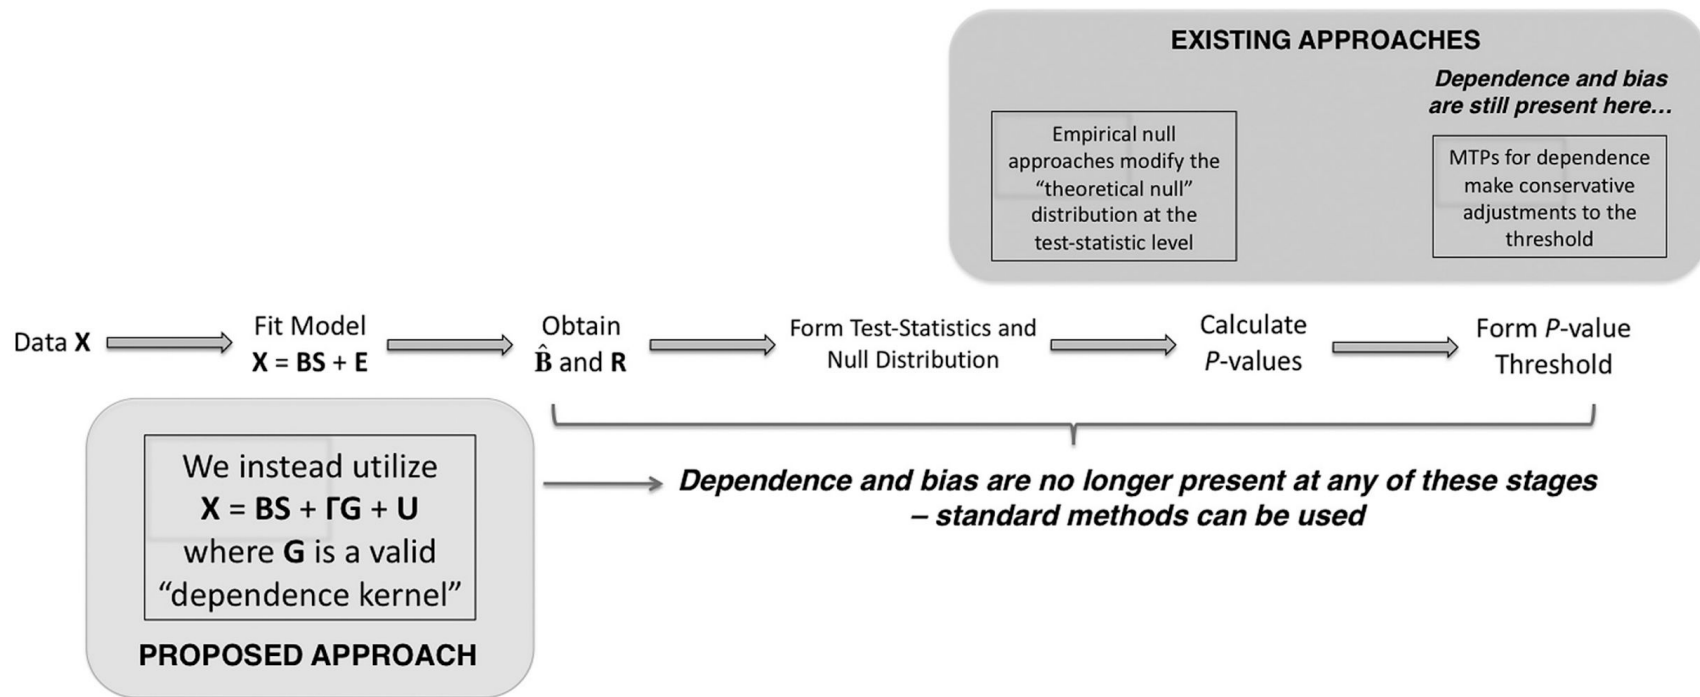 EXISTING APPROACHES
Dependence and bias
are still present here…
Empirical null
approaches modify the
“theoretical null”
distribution at the
test-statistic level
MTPs for dependence
make conservative
adjustments to the
threshold
Data X
Fit Model
X = BS + E
Obtain
B̂ and R
Form Test-Statistics and
Null Distribution
Calculate
P-values
Form P-value
Threshold
We instead utilize
X = BS + ΓG + U
where G is a valid
“dependence kernel”
PROPOSED APPROACH
Dependence and bias are no longer present at any of these stages
– standard methods can be used